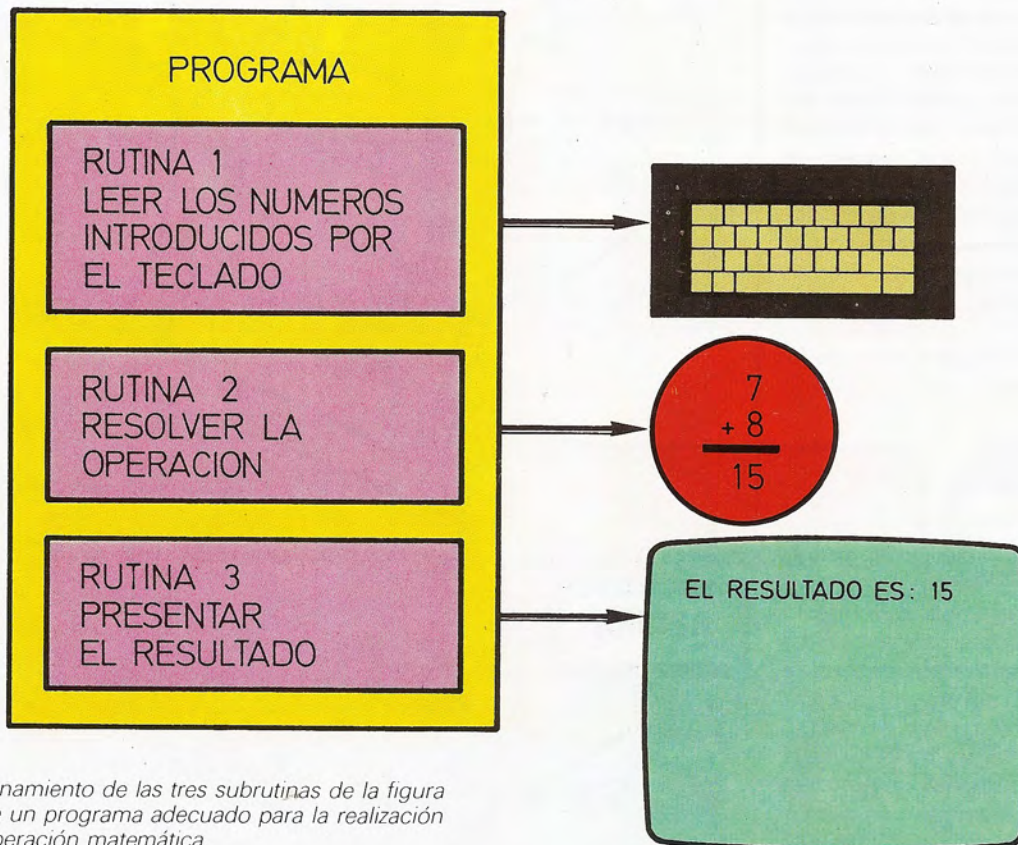 PROGRAMA
RUTINA 1
LEER LOS NUMEROS
INTRODUCIDOS POR
EL TECLADO
RUTINA 2
RESOLVER LA
OPERACION
RUTINA 3
PRESENTAR
EL RESULTADO
7
+ 8
15
EL RESULTADO ES: 15
de las tres subrutinas de la figura
un programa adecuado para la realización
matemática